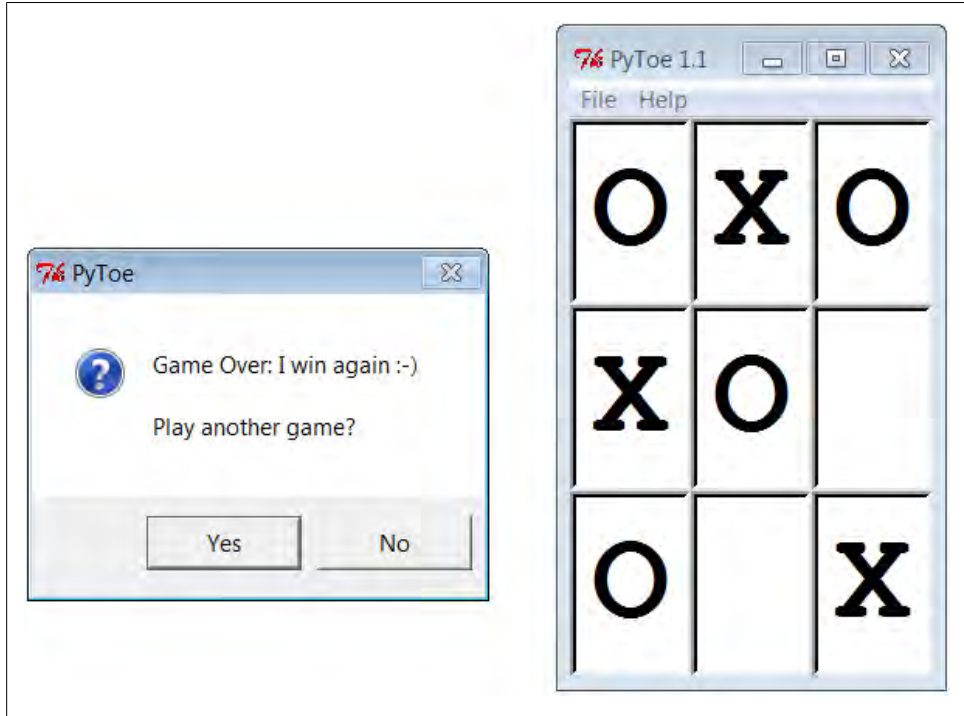 PyToe
Game Over: I win again :-)
Play another game?
Yes No
PyToe 1.1
File Help
O X O
X O
O X